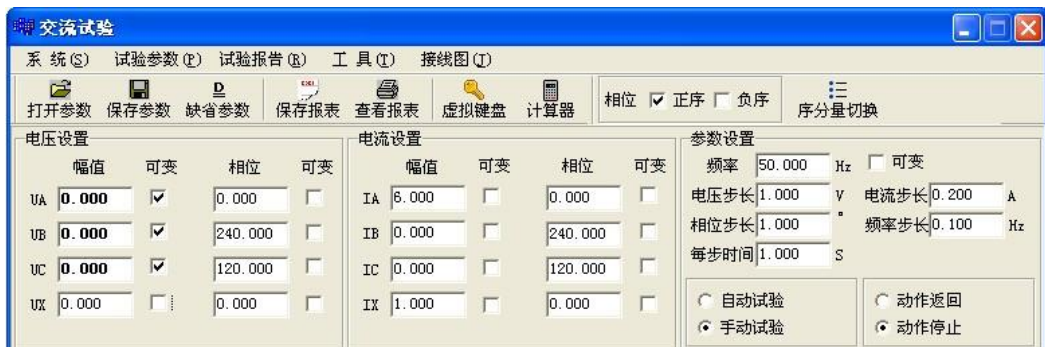 交流试验
系 统(S) 试验参数(P) 试验报告(R) 工 具(T) 接线图(T)
打开参数 保存参数 缺省参数 保存报表 查看报表 虚拟键盘 计算器 相位 正序 负序 序分量切换
电压设置 电流设置 参数设置
幅值 可变 相位 可变 幅值 可变 相位 可变 频率 50.000 Hz 可变
UA 0.000 0.000 IA 6.000 0.000 电压步长 1.000 V 电流步长 0.200 A
UB 0.000 240.000 IB 0.000 240.000 相位步长 1.000 ° 频率步长 0.100 Hz
UC 0.000 120.000 IC 0.000 120.000 每步时间 1.000 S
UX 0.000 0.000 IX 1.000 0.000 自动试验 动作返回
手动试验 动作停止